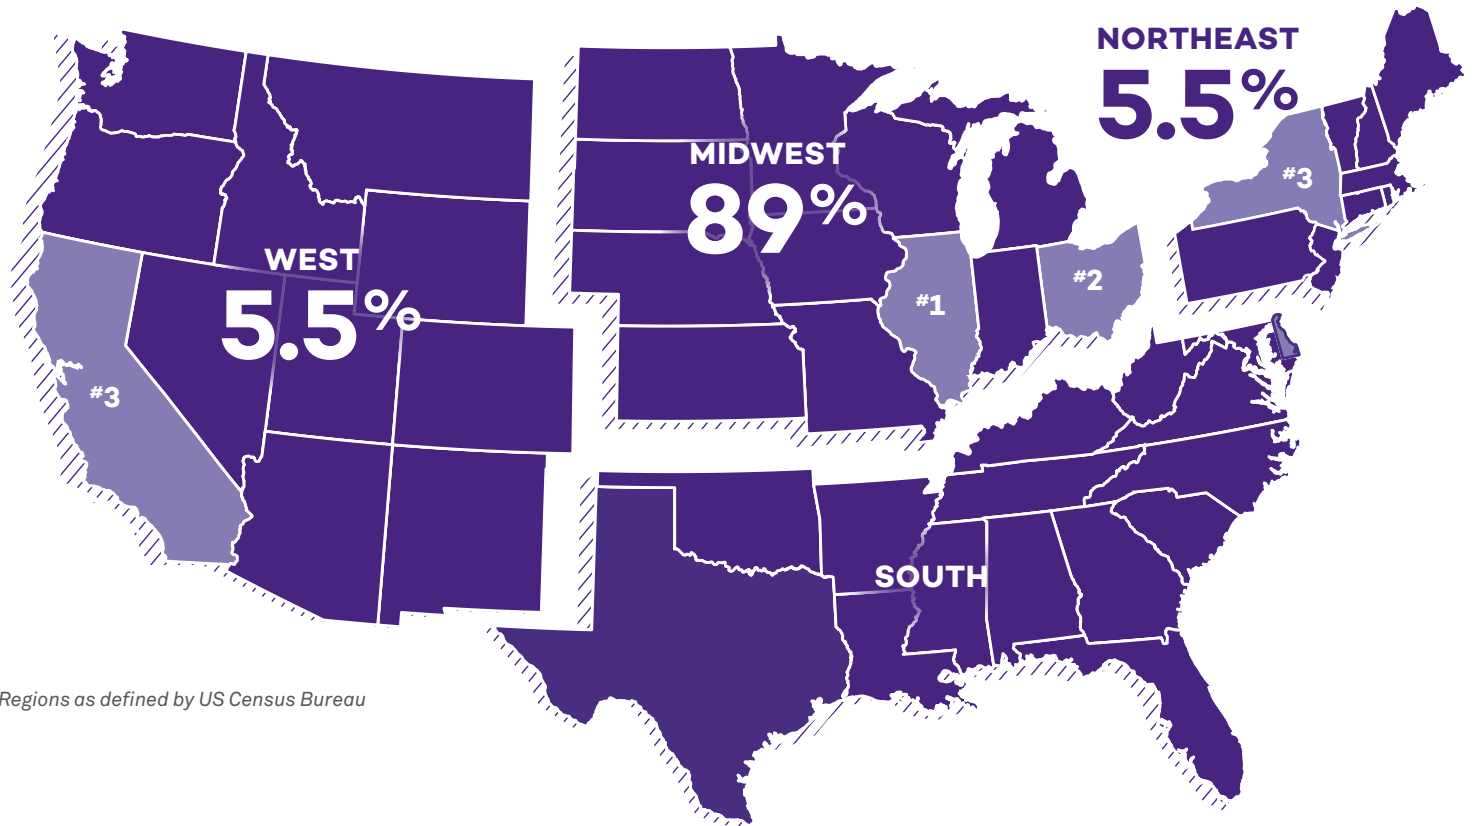 NORTHEAST
5.5%
MIDWEST
89%
#3
WEST
5.5%
#2
#1
#3
SOUTH
Regions as defined by US Census Bureau